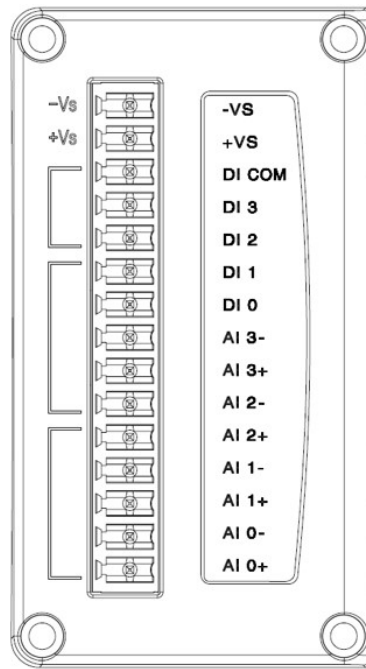 -Vs
+Vs
-VS
+VS
DI COM
DI 3
DI 2
DI 1
DI 0
AI 3-
AI 3+
AI 2-
AI 2+
AI 1-
AI 1+
AI 0-
AI 0+